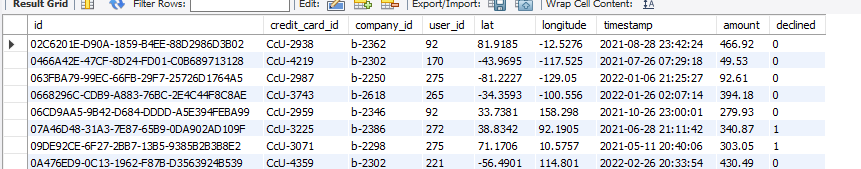 Result Grid Filter Rows: Edit: Export/Import: Wrap Cell Content: IA
id credit_card_id company_id user_id lat longitude timestamp amount declined
02C6201E-D90A-1859-B4EE-88D2986D3B02 CcU-2938 b-2362 92 81.9185 -12.5276 2021-08-28 23:42:24 466.92 0
0466A42E-47CF-8D24-FD01-C0B689713128 CcU-4219 b-2302 170 -43.9695 -117.525 2021-07-26 07:29:18 49.53 0
063FBA79-99EC-66FB-29F7-25726D1764A5 CcU-2987 b-2250 275 -81.2227 -129.05 2022-01-06 21:25:27 92.61 0
0668296C-CDB9-A883-76BC-2E4C44F8C8AE CcU-3743 b-2618 265 -34.3593 -100.556 2022-01-26 02:07:14 394.18 0
06CD9AA5-9B42-D684-DDDD-A5E394FEBA99 CcU-2959 b-2346 92 33.7381 158.298 2021-10-26 23:00:01 279.93 0
07A46D48-31A3-7E87-65B9-0DA902AD109F CcU-3225 b-2386 272 38.8342 92.1905 2021-06-28 21:11:42 340.87 1
09DE92CE-6F27-2BB7-13B5-9385B2B3B8E2 CcU-3071 b-2298 275 71.1706 10.5757 2021-05-11 20:40:06 303.05 1
0A476ED9-0C13-1962-F87B-D3563924B539 CcU-4359 b-2302 221 -56.4901 114.801 2022-02-26 20:33:54 430.49 0